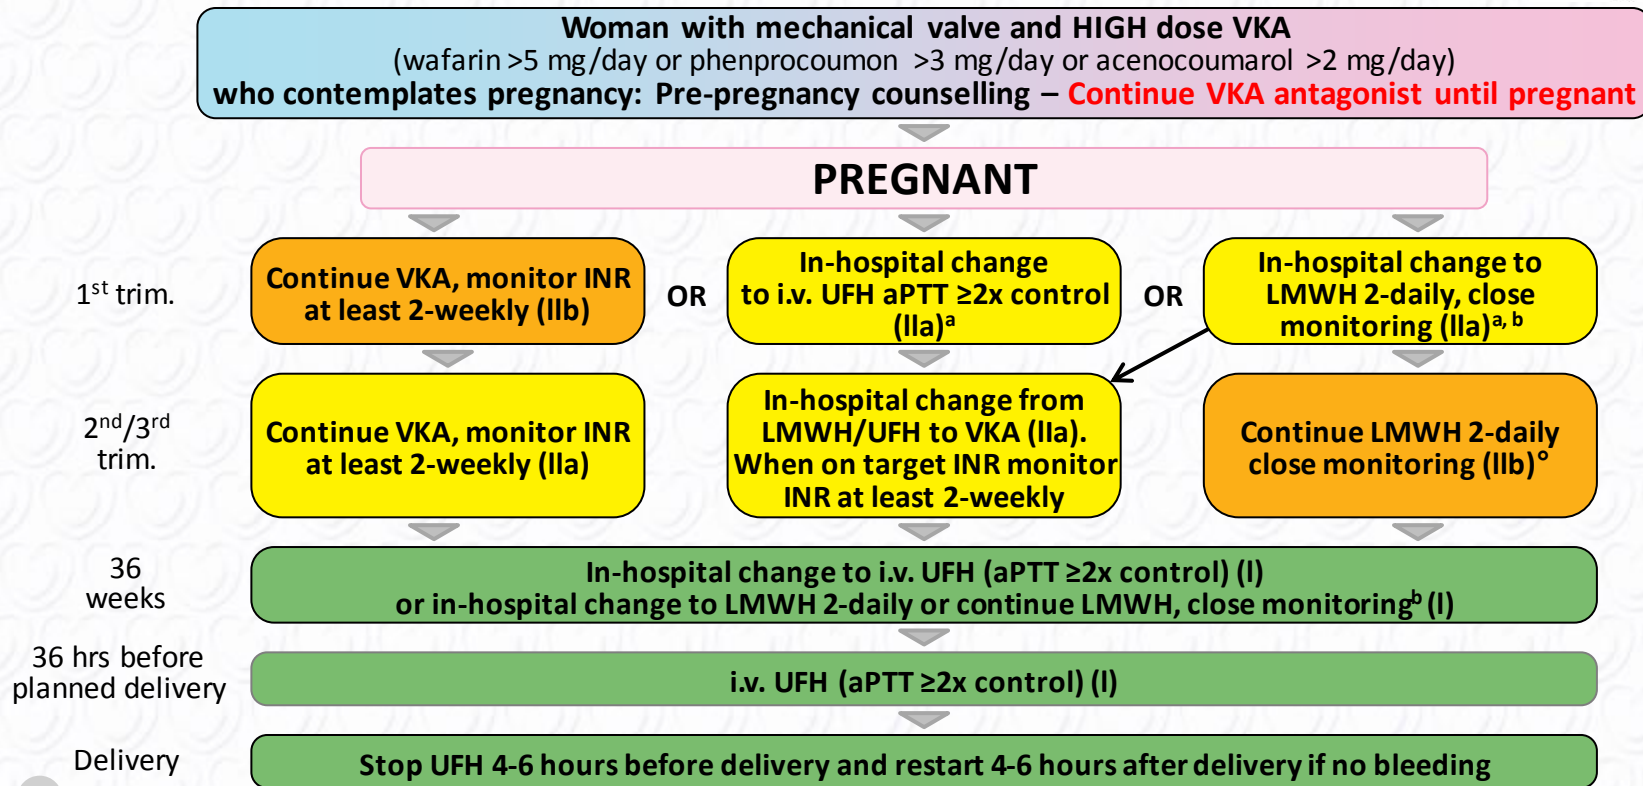 Woman with mechanical valve and HIGH dose VKA
(wafarin >5 mg/day or phenprocoumon >3 mg/day or acenocoumarol >2 mg/day)
who contemplates pregnancy: Pre-pregnancy counselling – Continue VKA antagonist until pregnant
PREGNANT
1st trim.
Continue VKA, monitor INR
at least 2-weekly (IIb)
OR
In-hospital change
to i.v. UFH aPTT ≥2x control
(IIa)a
OR
In-hospital change to
LMWH 2-daily, close
monitoring (IIa)a, b
2nd/3rd
trim.
Continue VKA, monitor INR
at least 2-weekly (IIa)
In-hospital change from
LMWH/UFH to VKA (IIa).
When on target INR monitor
INR at least 2-weekly
Continue LMWH 2-daily
close monitoring (IIb)°
36
weeks
In-hospital change to i.v. UFH (aPTT ≥2x control) (I)
or in-hospital change to LMWH 2-daily or continue LMWH, close monitoringb (I)
36 hrs before
planned delivery
i.v. UFH (aPTT ≥2x control) (I)
Delivery
Stop UFH 4-6 hours before delivery and restart 4-6 hours after delivery if no bleeding